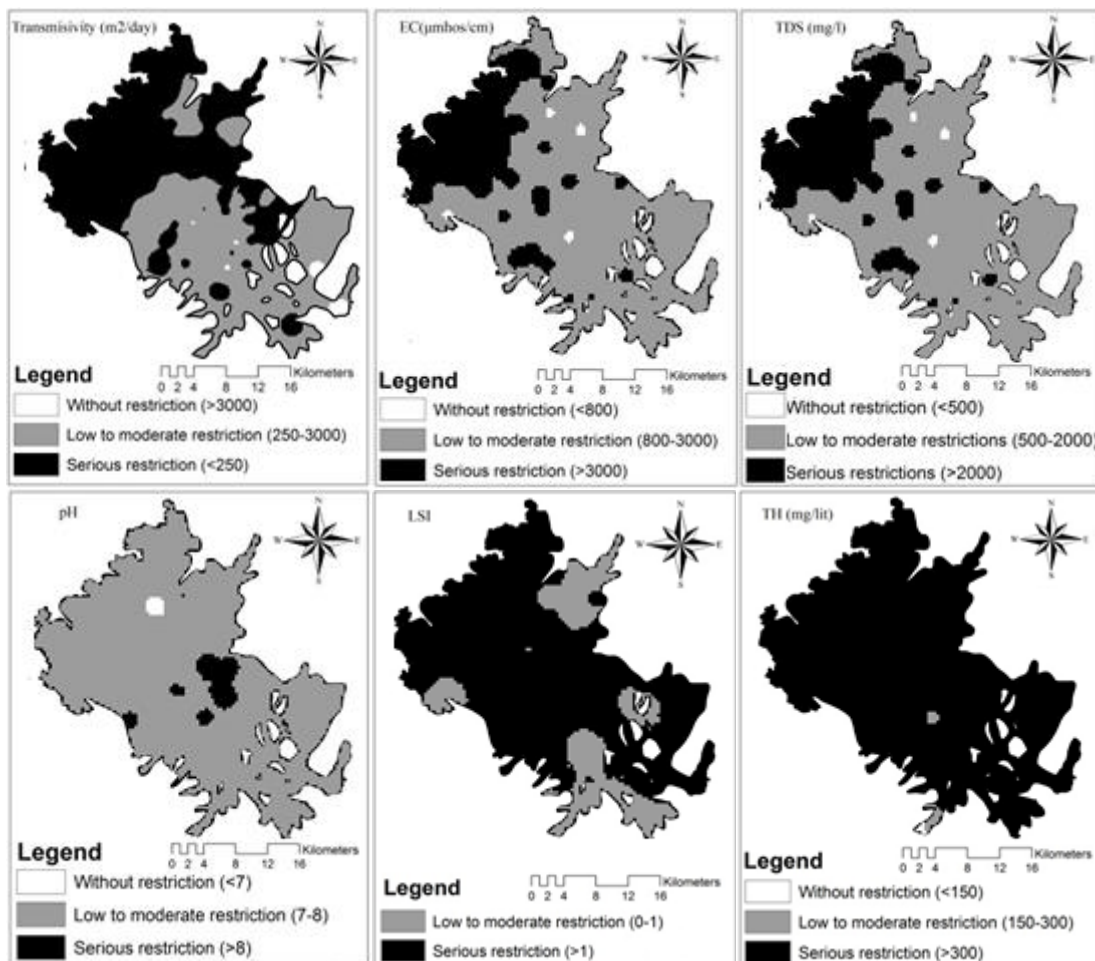 Transmisivity (m2/day)
N
W E
S
Legend
0 2 4 8 12 16 Kilometers
Without restriction (>3000)
Low to moderate restriction (250-3000)
Serious restriction (<250)
EC(µmhos/cm)
N
W E
S
Legend
0 2 4 8 12 16 Kilometers
Without restriction (<800)
Low to moderate restriction (800-3000)
Serious restriction (>3000)
TDS (mg/l)
N
W E
S
Legend
0 2 4 8 12 16 Kilometers
Without restriction (<500)
Low to moderate restrictions (500-2000)
Serious restrictions (>2000)
pH
N
W E
S
Legend
0 2 4 8 12 16 Kilometers
Without restriction (<7)
Low to moderate restriction (7-8)
Serious restriction (>8)
LSI
N
W E
S
Legend
0 2 4 8 12 16 Kilometers
Low to moderate restriction (0-1)
Serious restriction (>1)
TH (mg/lit)
N
W E
S
Legend
0 2 4 8 12 16 Kilometers
Without restriction (<150)
Low to moderate restriction (150-300)
Serious restriction (>300)